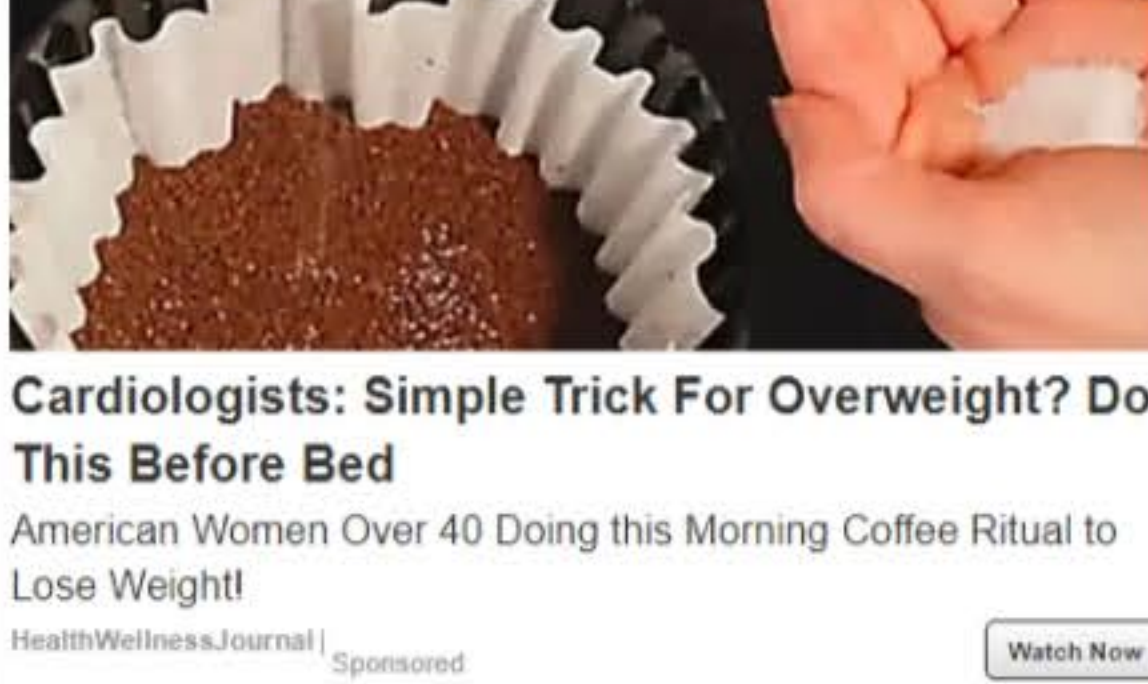 Cardiologists: Simple Trick For Overweight? Do
This Before Bed
American Women Over 40 Doing this Morning Coffee Ritual to
Lose Weight!
HealthWellnessJournal |
Sponsored
Watch Now